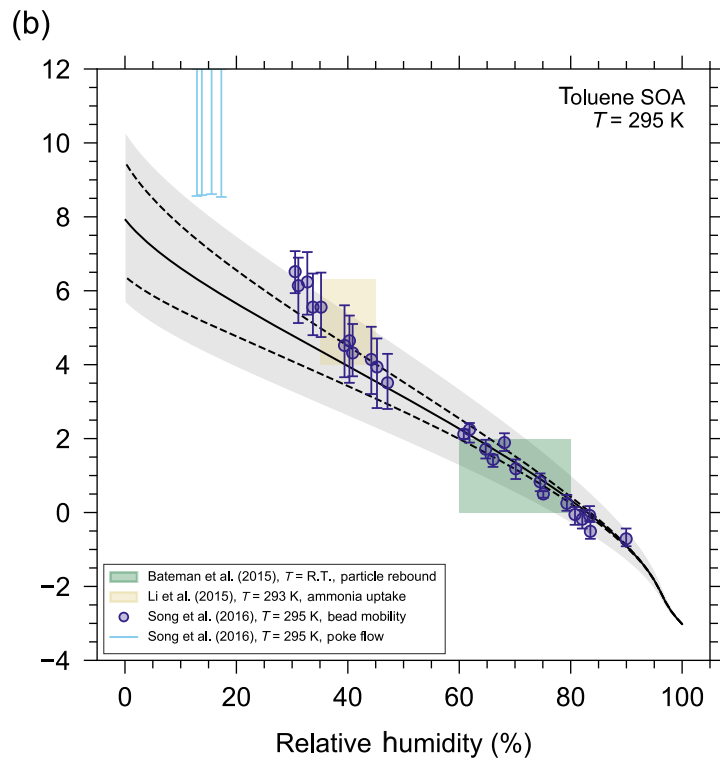 (b)
12
10
8
6
4
2
0
−2
−4
Toluene SOA
T = 295 K
Bateman et al. (2015), T = R.T., particle rebound
Li et al. (2015), T = 293 K, ammonia uptake
Song et al. (2016), T = 295 K, bead mobility
Song et al. (2016), T = 295 K, poke flow
0 20 40 60 80 100
Relative humidity (%)